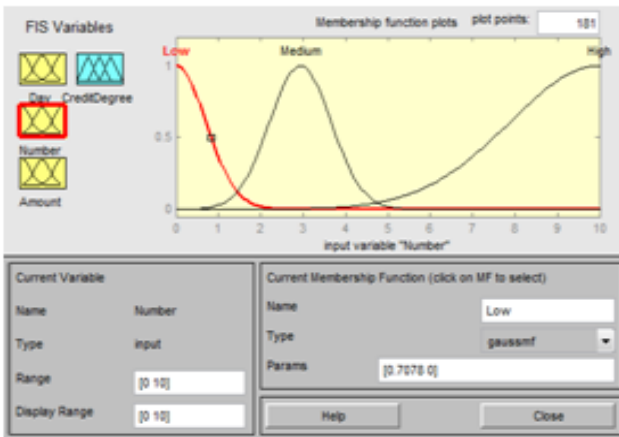 FIS Variables
Membership function plots
plot points:
181
Day
CreditDegree
Number
Amount
Low
Medium
High
1
0.5
0
0 1 2 3 4 5 6 7 8 9 10
input variable "Number"
Current Variable
Name
Number
Type
input
Range
[0 10]
Display Range
[0 10]
Current Membership Function (click on MF to select)
Name
Low
Type
gaussmf
Params
[0.7078 0]
Help
Close